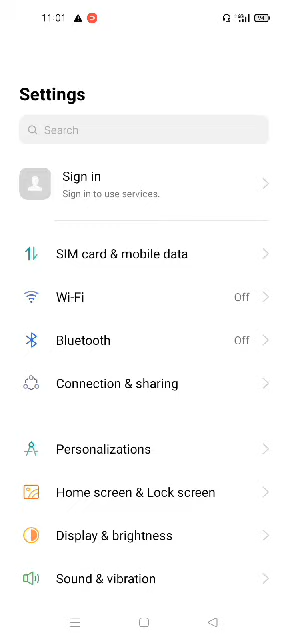 11:01
Settings
Search
Sign in
Sign in to use services.
SIM card & mobile data
Wi-Fi
Off
Bluetooth
Off
Connection & sharing
Personalizations
Home screen & Lock screen
Display & brightness
Sound & vibration